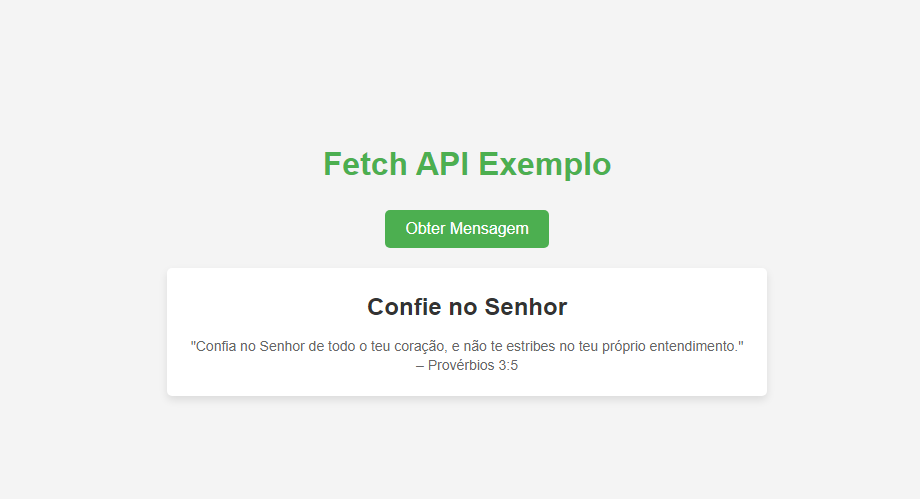 Fetch API Exemplo
Obter Mensagem
Confie no Senhor
"Confia no Senhor de todo o teu coração, e não te estribes no teu próprio entendimento."
– Provérbios 3:5